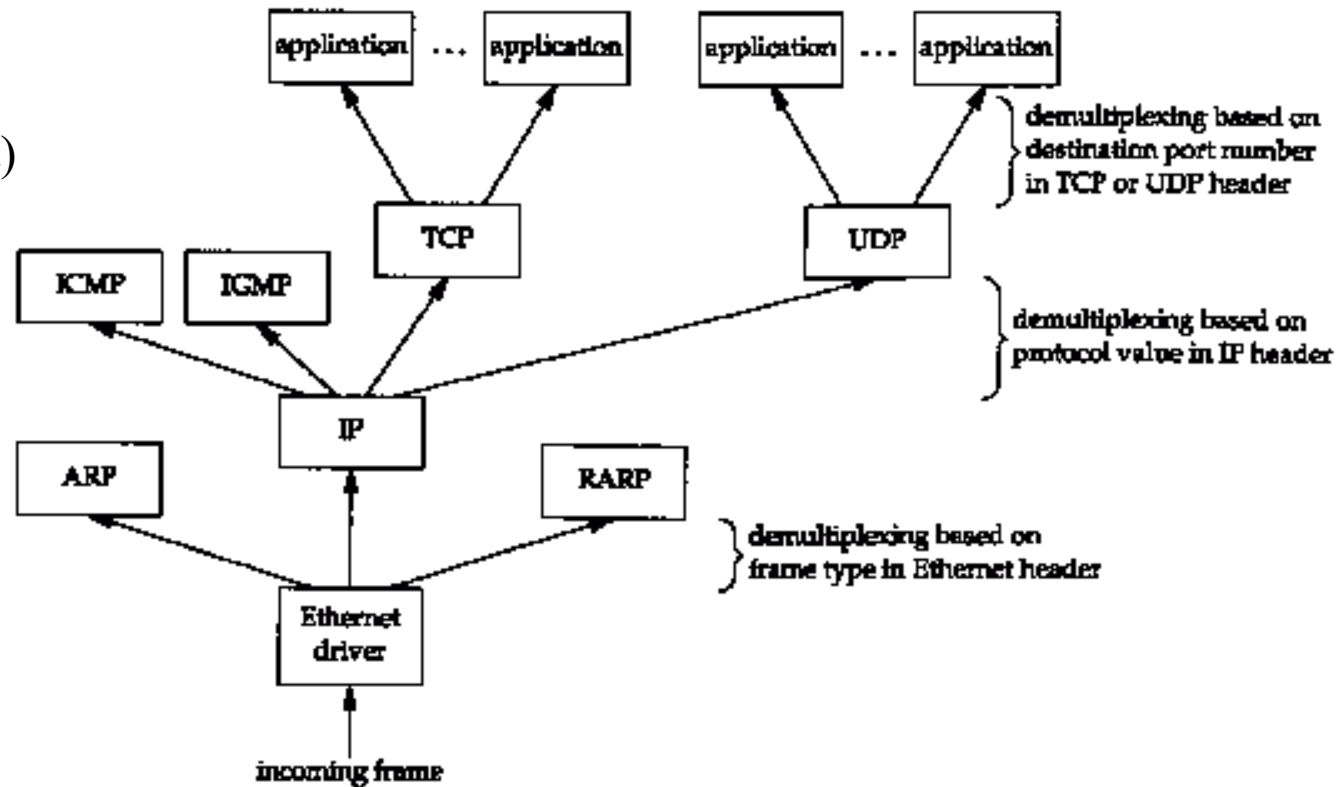 application ... application application ... application
demultiplexing based on
destination port number
in TCP or UDP header
)
TCP
UDP
ICMP
IGMP
demultiplexing based on
protocol value in IP header
IP
ARP
RARP
demultiplexing based on
frame type in Ethernet header
Ethernet
driver
incoming frame